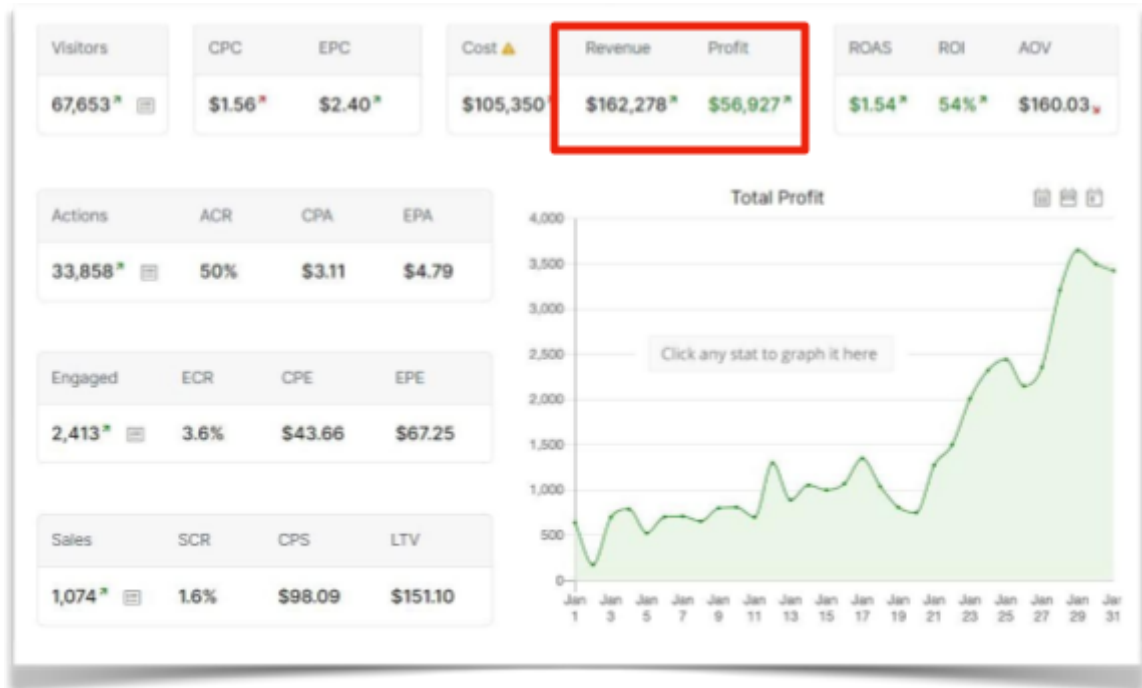 Visitors
67,653
CPC EPC
$1.56 $2.40
Cost Revenue Profit
$105,350 $162,278 $56,927
ROAS ROI AOV
$1.54 54% $160.03
Actions ACR CPA EPA
33,858 50% $3.11 $4.79
Engaged ECR CPE EPE
2,413 3.6% $43.66 $67.25
Sales SCR CPS LTV
1,074 1.6% $98.09 $151.10
Total Profit
4,000
3,500
3,000
2,500
2,000
1,500
1,000
500
0
Click any stat to graph it here
Jan Jan Jan Jan Jan Jan Jan Jan Jan Jan Jan Jan Jan Jan Jan Jan
1 3 5 7 9 11 13 15 17 19 21 23 25 27 29 31